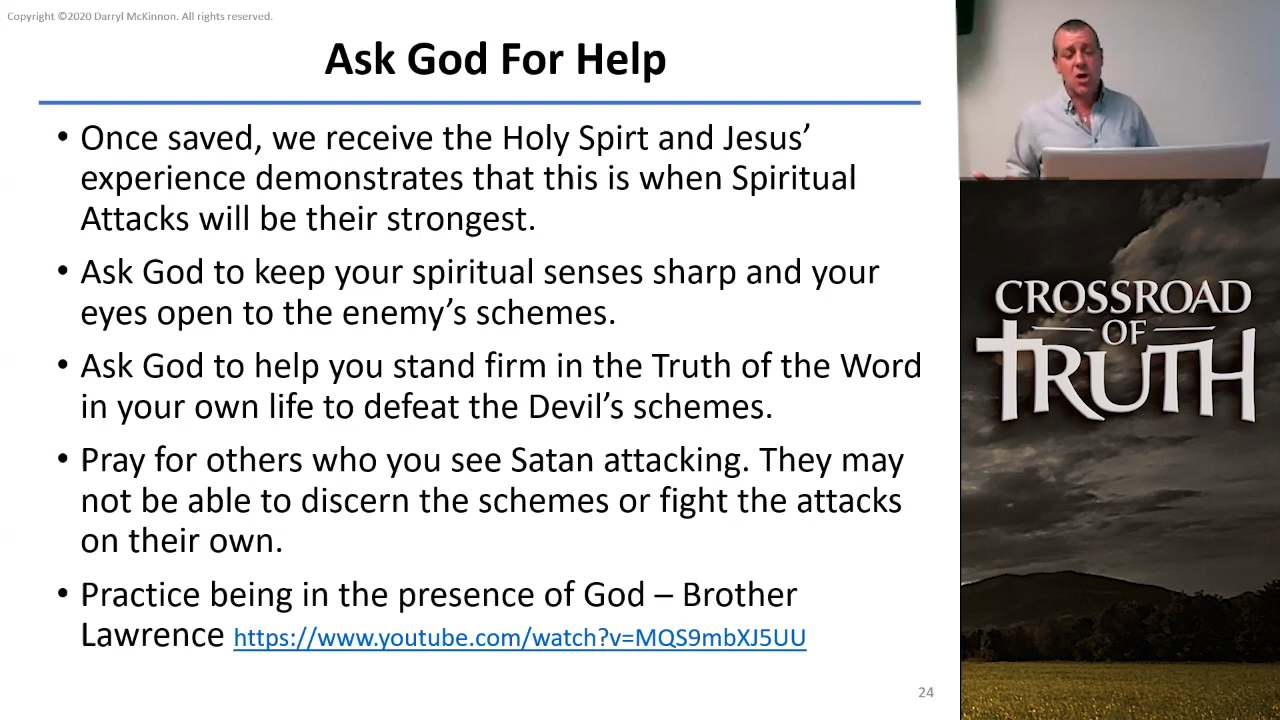 Copyright ©2020 Darryl McKinnon. All rights reserved.
Ask God For Help
• Once saved, we receive the Holy Spirt and Jesus’
experience demonstrates that this is when Spiritual
Attacks will be their strongest.
• Ask God to keep your spiritual senses sharp and your
eyes open to the enemy’s schemes.
• Ask God to help you stand firm in the Truth of the Word
in your own life to defeat the Devil’s schemes.
• Pray for others who you see Satan attacking. They may
not be able to discern the schemes or fight the attacks
on their own.
• Practice being in the presence of God – Brother
Lawrence https://www.youtube.com/watch?v=MQS9mbXJ5UU
24
CROSSROAD
OF
TRUTH